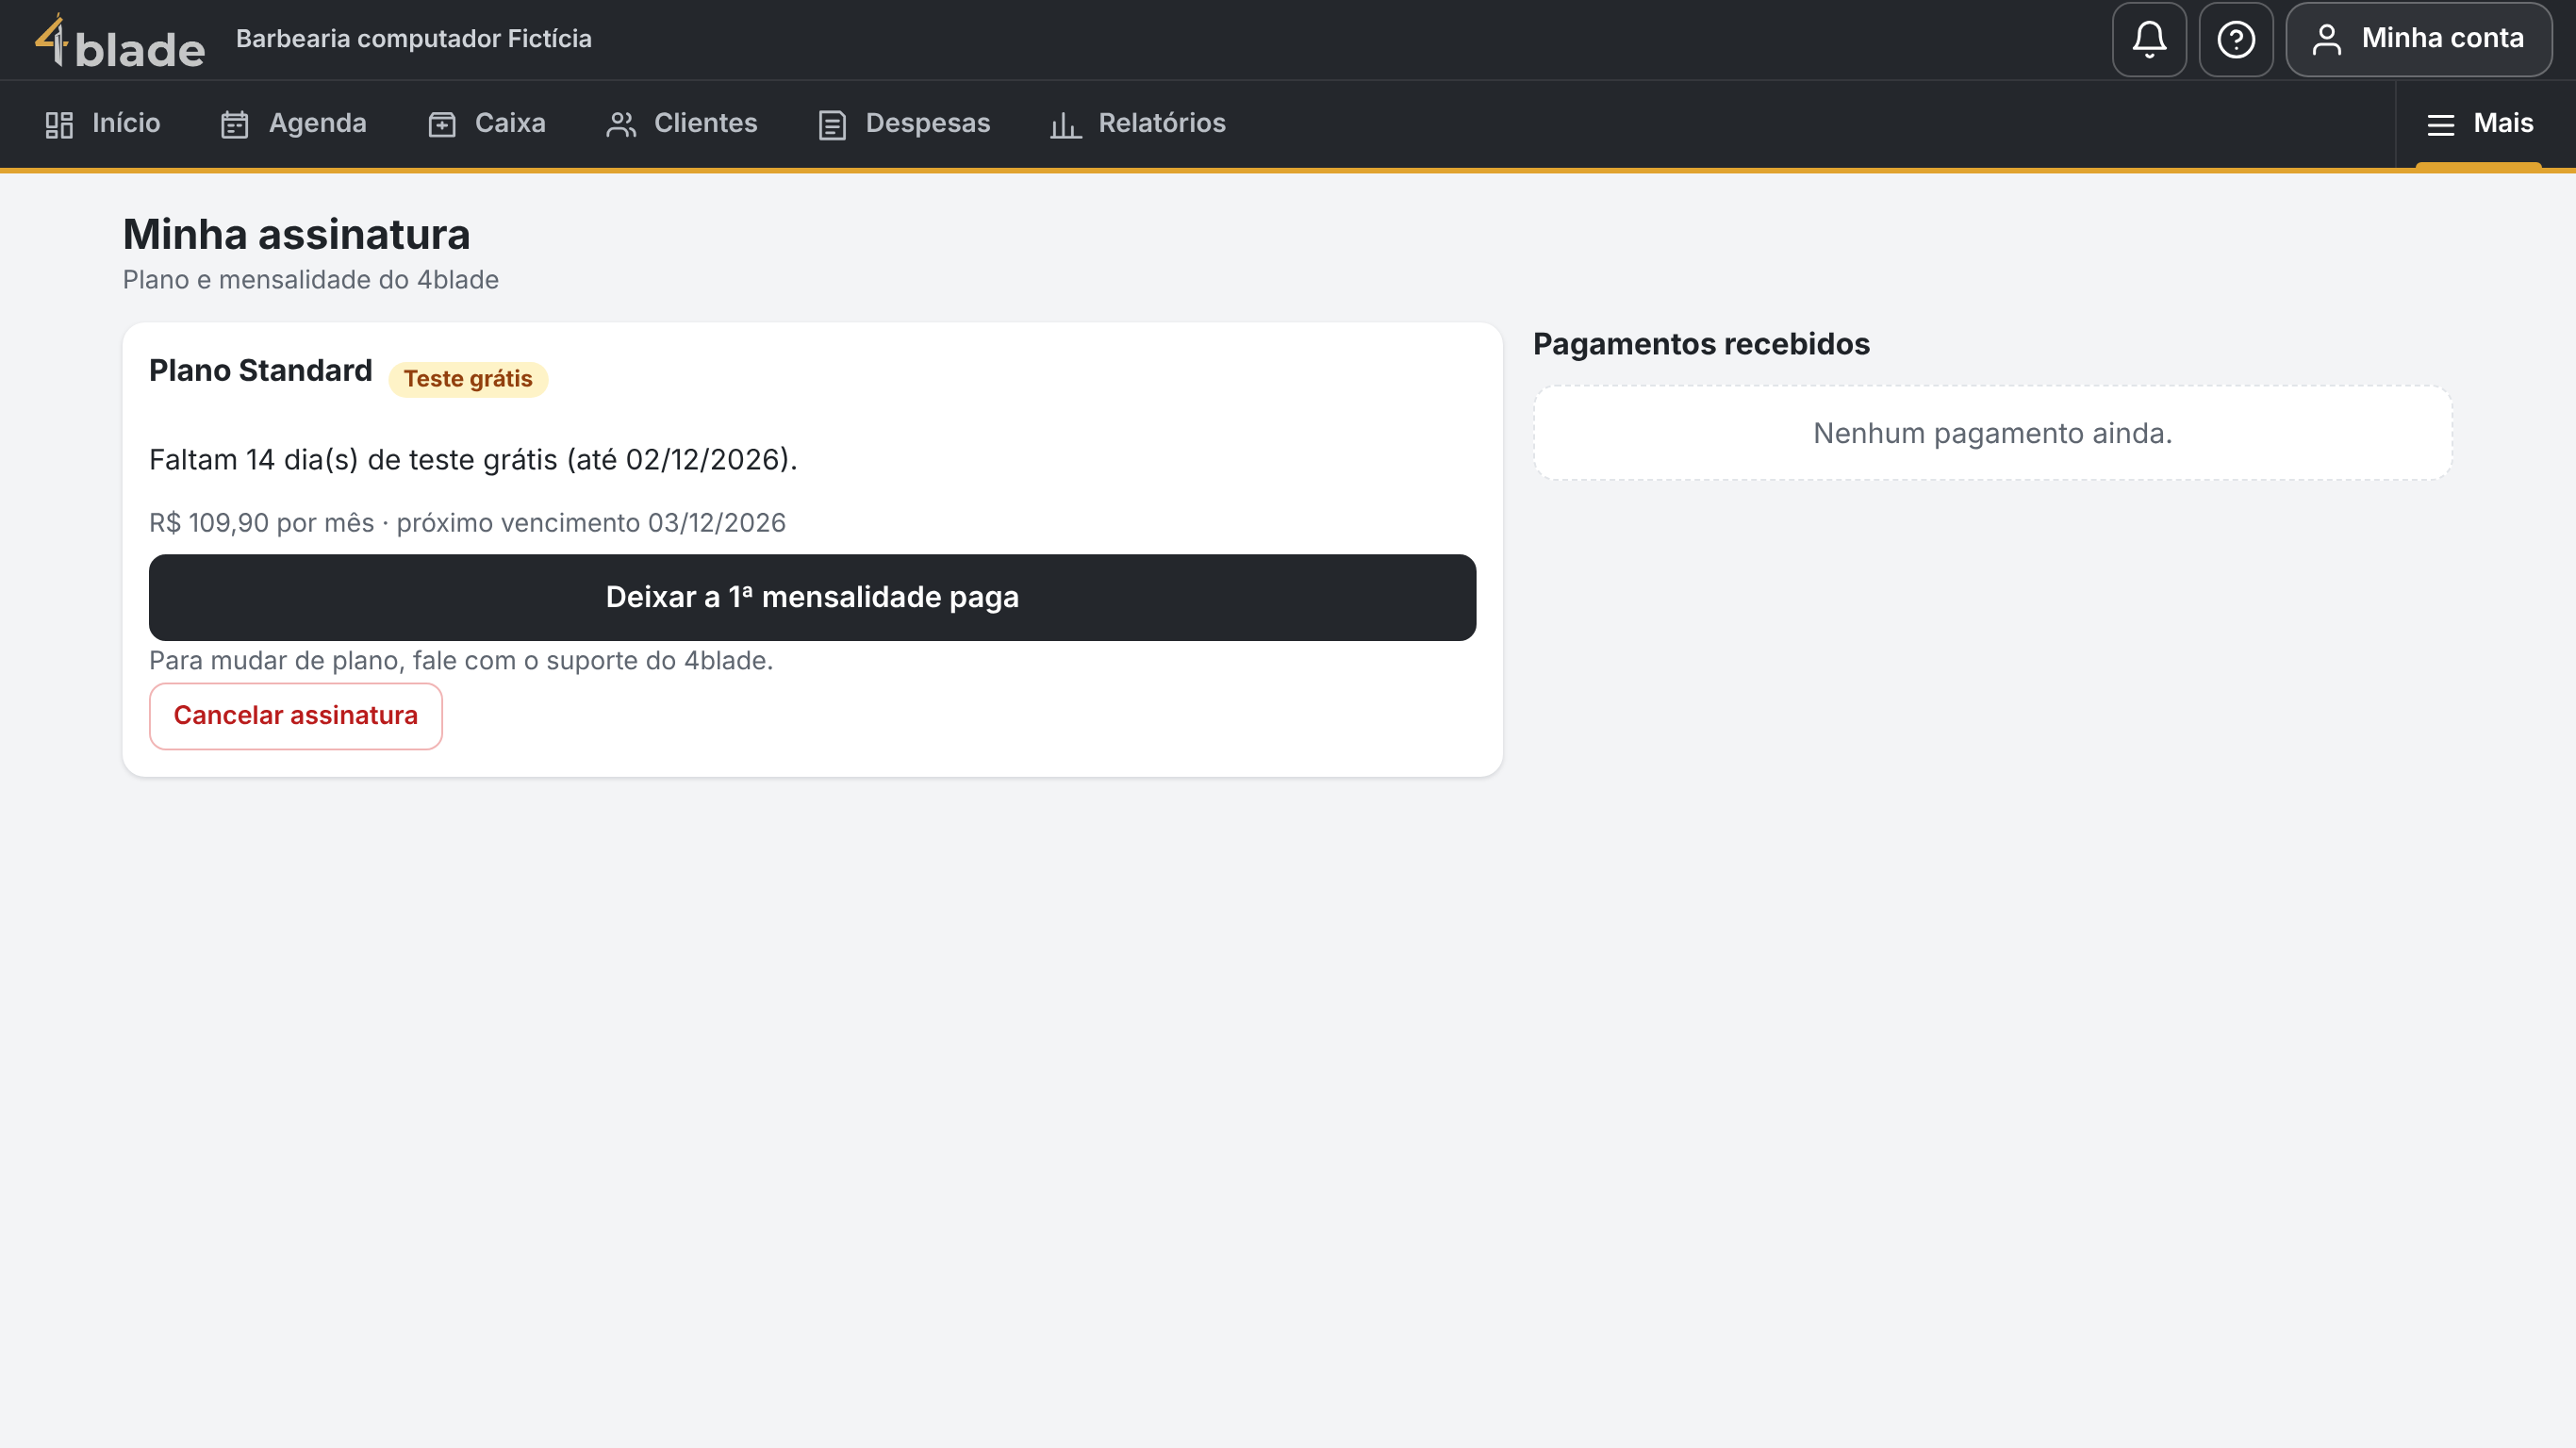 4blade
Barbearia computador Fictícia
Minha conta
Início
Agenda
Caixa
Clientes
Despesas
Relatórios
Mais
Minha assinatura
Plano e mensalidade do 4blade
Plano Standard
Teste grátis
Faltam 14 dia(s) de teste grátis (até 02/12/2026).
R$ 109,90 por mês · próximo vencimento 03/12/2026
Deixar a 1ª mensalidade paga
Para mudar de plano, fale com o suporte do 4blade.
Cancelar assinatura
Pagamentos recebidos
Nenhum pagamento ainda.